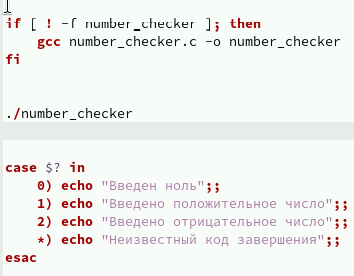 if [ ! -f number_checker ]; then
gcc number_checker.c -o number_checker
fi
./number_checker
case $? in
0) echo "Введен ноль";;
1) echo "Введено положительное число";;
2) echo "Введено отрицательное число";;
*) echo "Неизвестный код завершения";;
esac